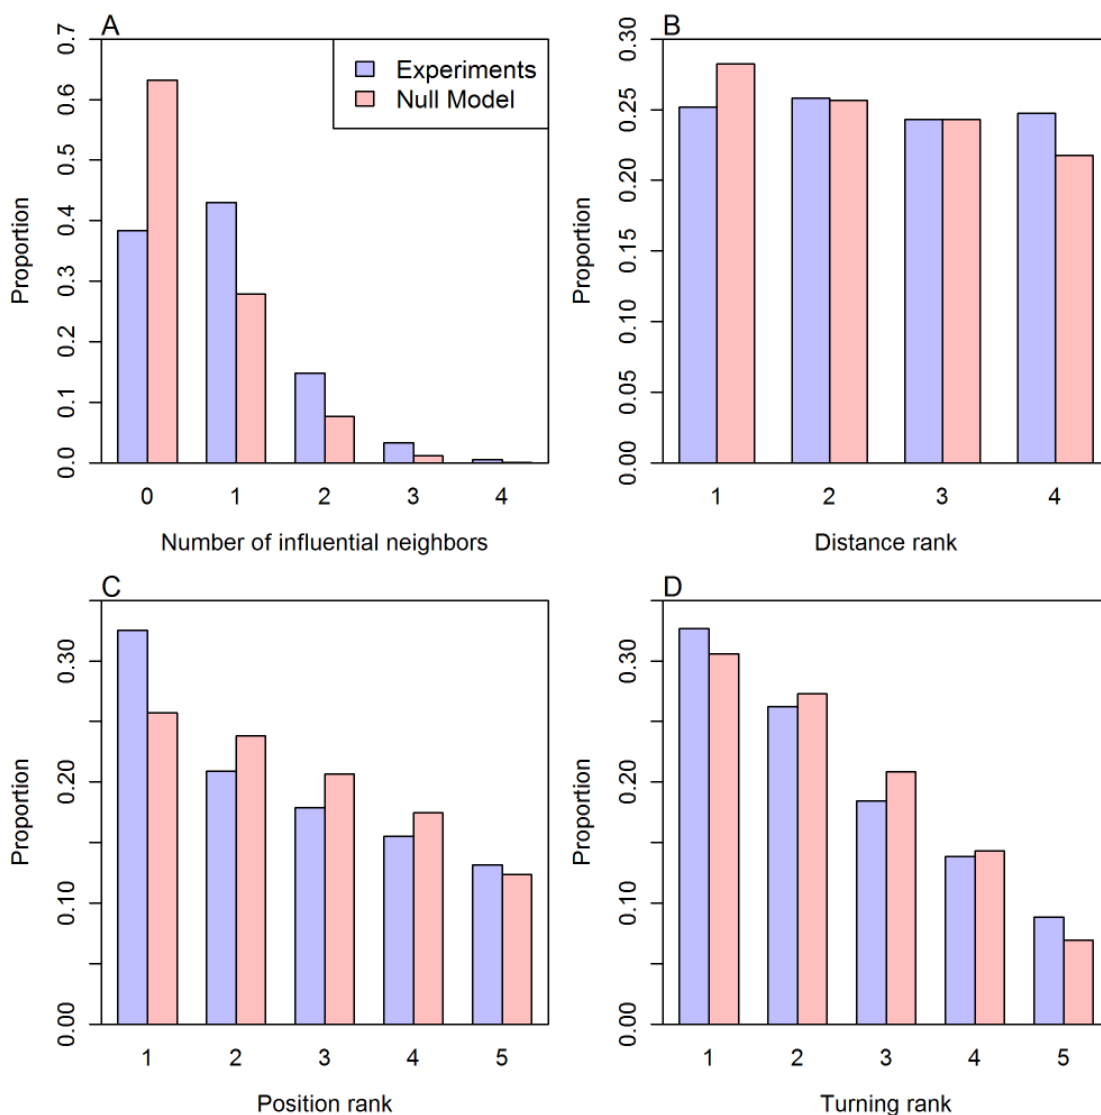 A
Proportion
0.7
0.6
0.5
0.4
0.3
0.2
0.1
0.0
Experiments
Null Model
0 1 2 3 4
Number of influential neighbors
B
Proportion
0.30
0.25
0.20
0.15
0.10
0.05
0.00
1 2 3 4
Distance rank
C
Proportion
0.30
0.20
0.10
0.00
1 2 3 4 5
Position rank
D
Proportion
0.30
0.20
0.10
0.00
1 2 3 4 5
Turning rank